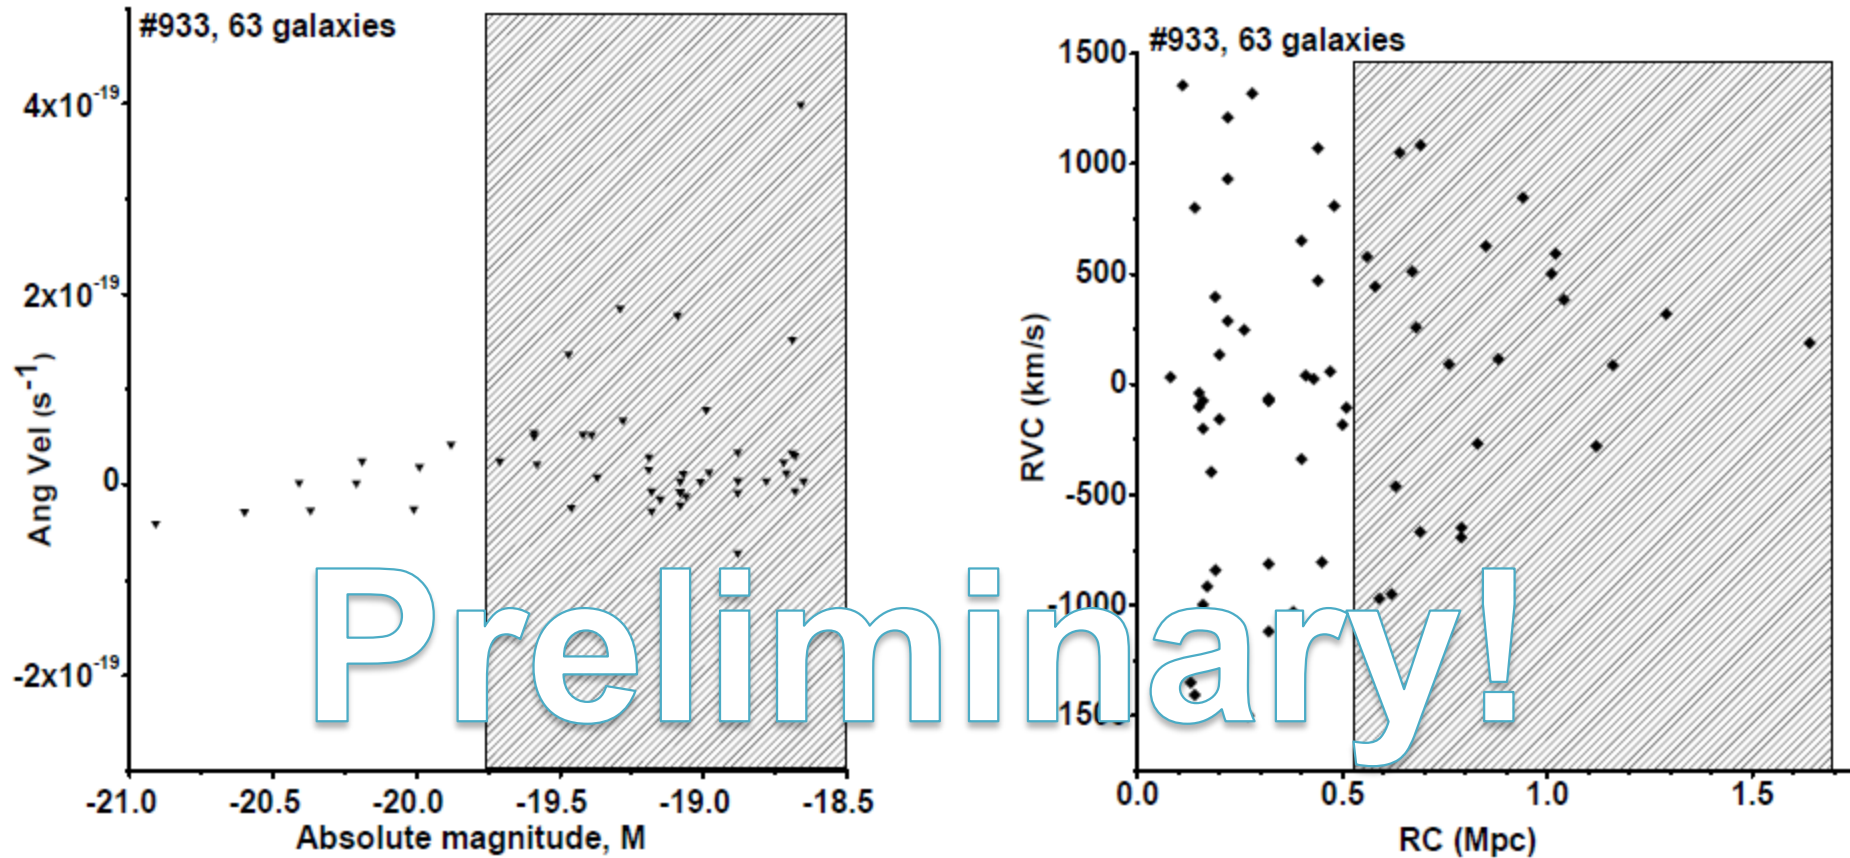 #933, 63 galaxies
4x10⁻¹⁹
2x10⁻¹⁹
0
-2x10⁻¹⁹
Ang Vel (s⁻¹)
-21.0 -20.5 -20.0 -19.5 -19.0 -18.5
Absolute magnitude, M
#933, 63 galaxies
1500
1000
500
0
-500
-1000
1500
RVC (km/s)
0.0 0.5 1.0 1.5
RC (Mpc)
Preliminary!